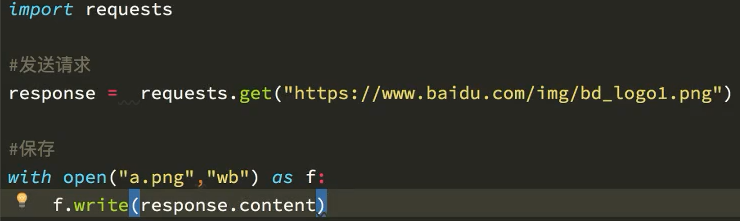 import requests
#发送请求
response =  requests.get("https://www.baidu.com/img/bd_logo1.png")
#保存
with open("a.png","wb") as f:
    f.write(response.content)